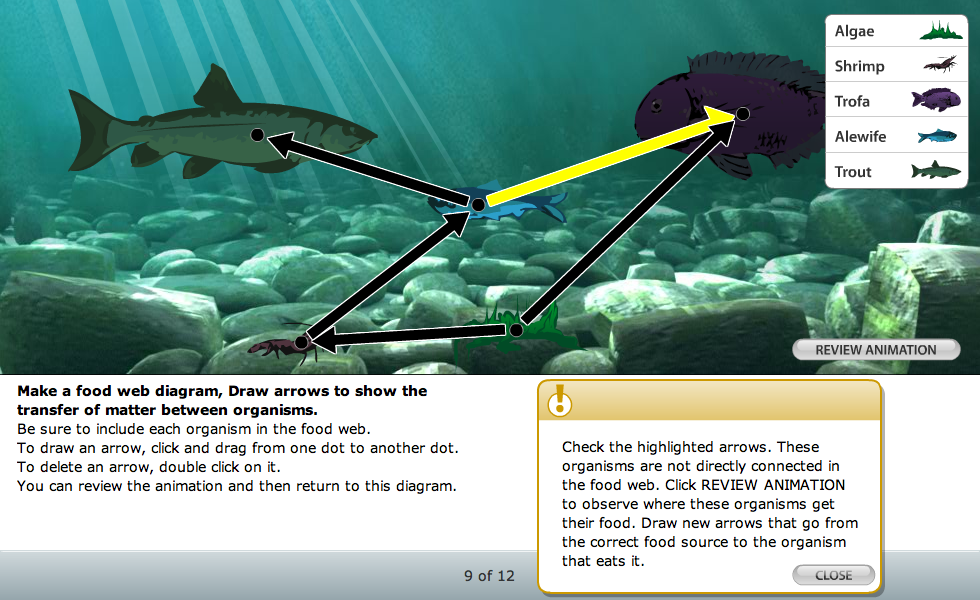 Algae
Shrimp
Trofa
Alewife
Trout
REVIEW ANIMATION
Make a food web diagram, Draw arrows to show the
transfer of matter between organisms.
Be sure to include each organism in the food web.
To draw an arrow, click and drag from one dot to another dot.
To delete an arrow, double click on it.
You can review the animation and then return to this diagram.
!
Check the highlighted arrows. These
organisms are not directly connected in
the food web. Click REVIEW ANIMATION
to observe where these organisms get
their food. Draw new arrows that go from
the correct food source to the organism
that eats it.
CLOSE
9 of 12